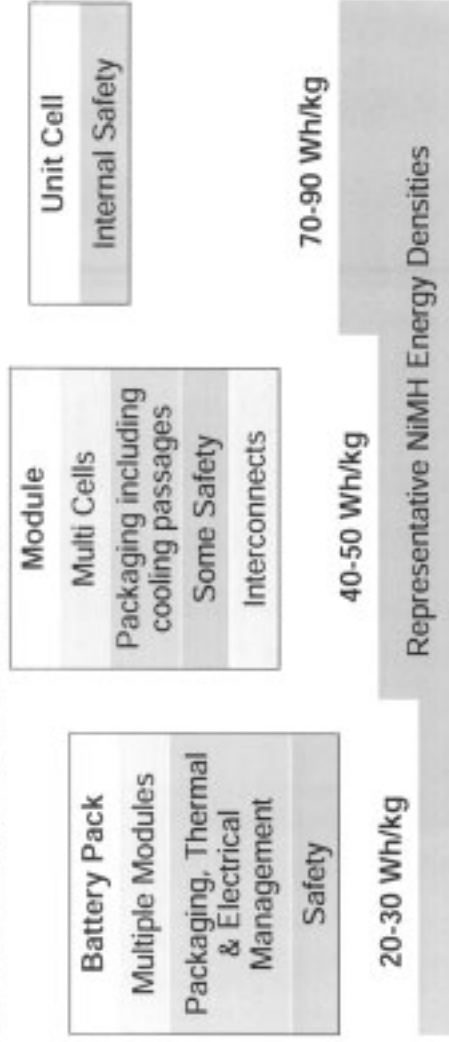 Battery Pack
Multiple Modules
Packaging, Thermal
& Electrical
Management
Safety
20-30 Wh/kg
Module
Multi Cells
Packaging including
cooling passages
Some Safety
Interconnects
40-50 Wh/kg
Unit Cell
Internal Safety
70-90 Wh/kg
Representative NiMH Energy Densities